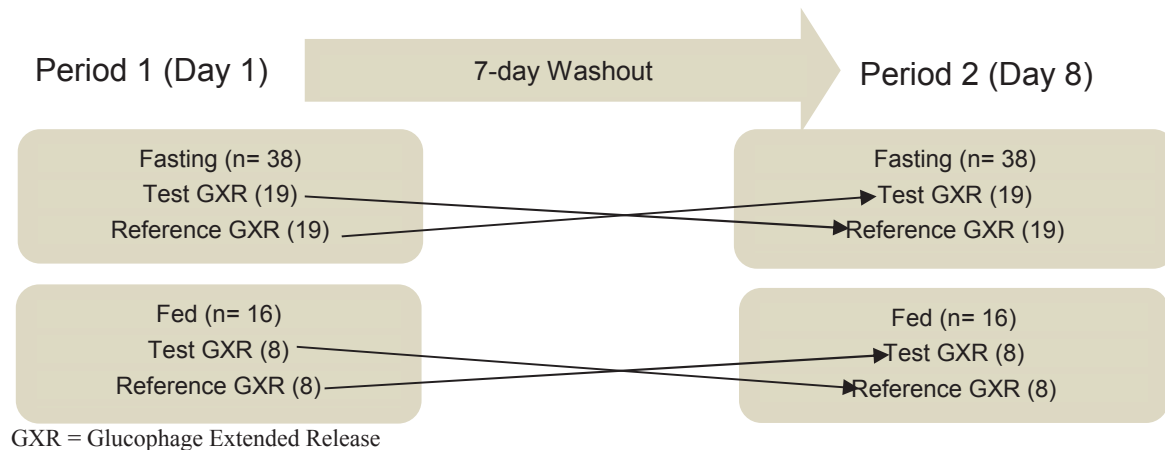 Period 1 (Day 1)
7-day Washout
Period 2 (Day 8)
Fasting (n= 38)
Test GXR (19)
Reference GXR (19)
Fasting (n= 38)
Test GXR (19)
Reference GXR (19)
Fed (n= 16)
Test GXR (8)
Reference GXR (8)
Fed (n= 16)
Test GXR (8)
Reference GXR (8)
GXR = Glucophage Extended Release